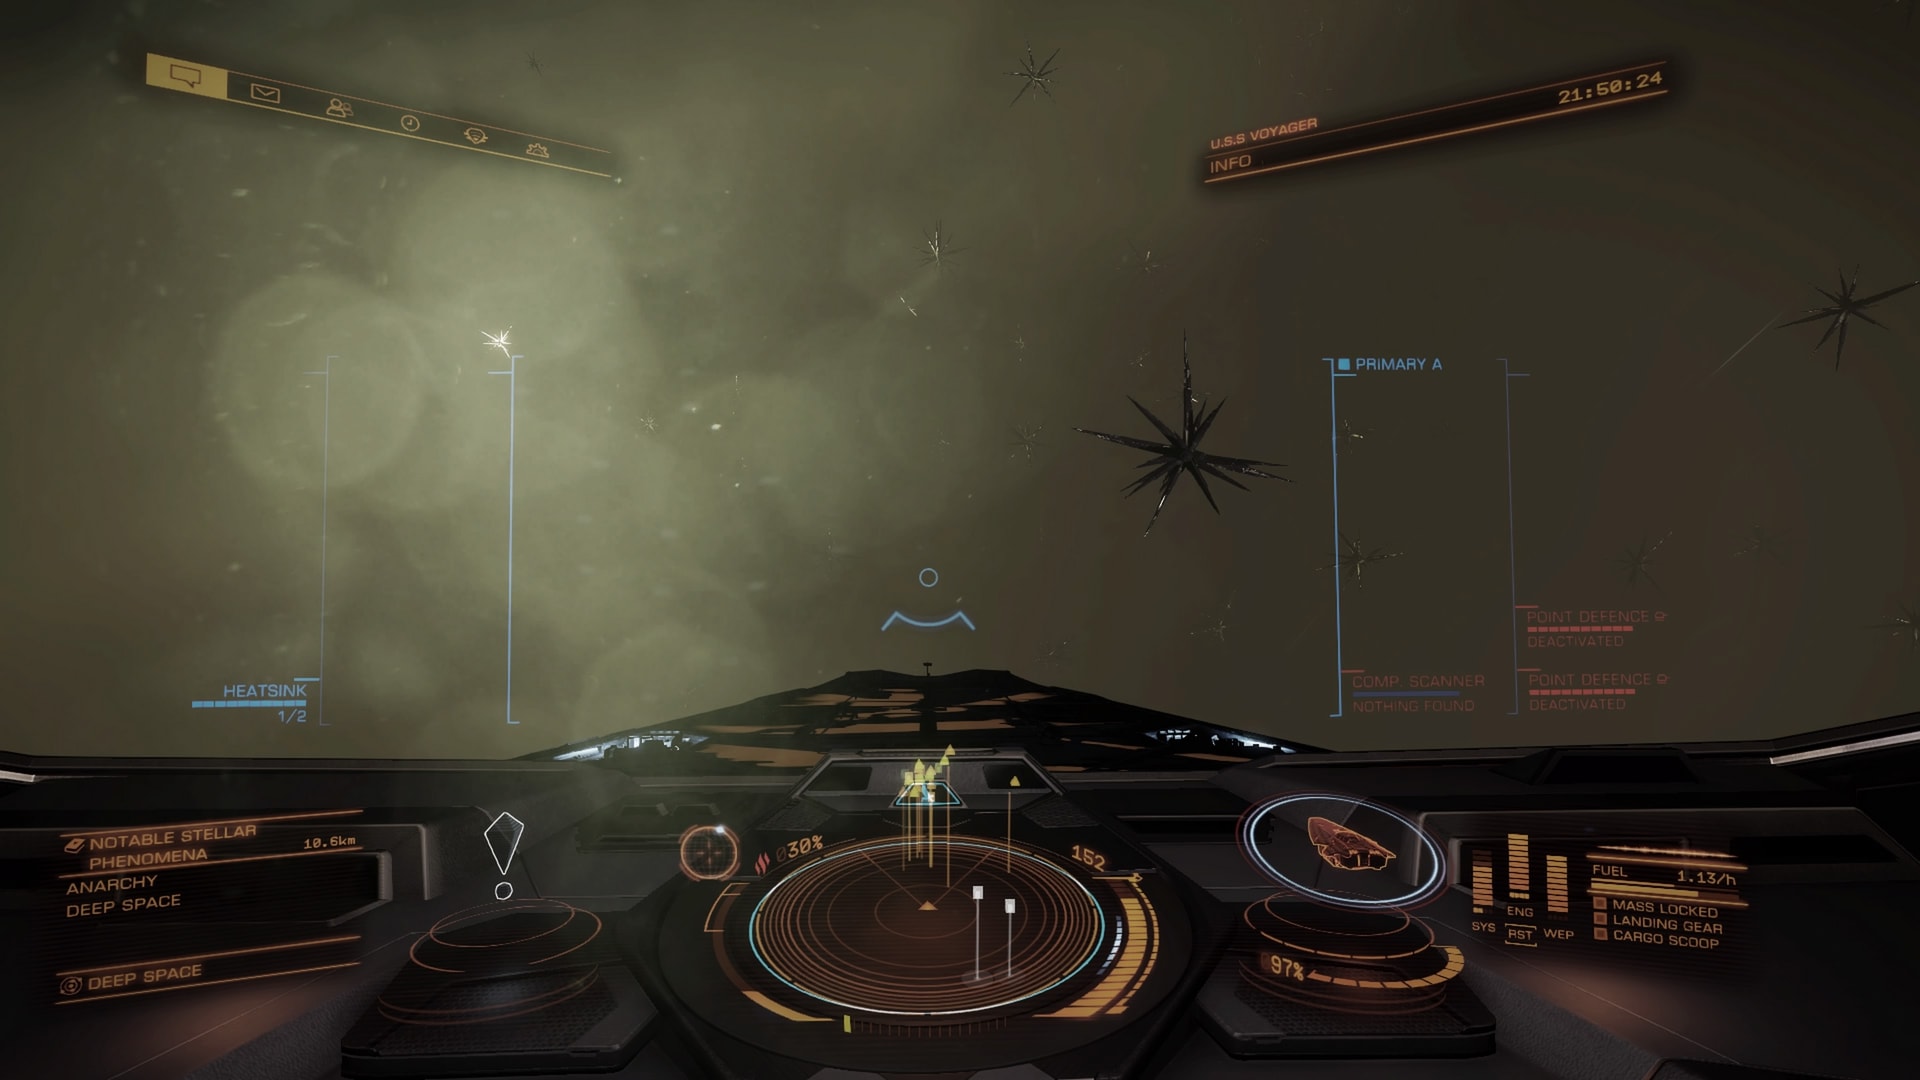 21:50:24
U.S.S VOYAGER
INFO
PRIMARY A
POINT DEFENCE
DEACTIVATED
HEATSINK
1/2
COMP. SCANNER
NOTHING FOUND
POINT DEFENCE
DEACTIVATED
NOTABLE STELLAR
PHENOMENA
10.6km
ANARCHY
DEEP SPACE
DEEP SPACE
30%
152
97%
SYS
ENG
RST
WEP
FUEL
1.13/h
MASS LOCKED
LANDING GEAR
CARGO SCOOP